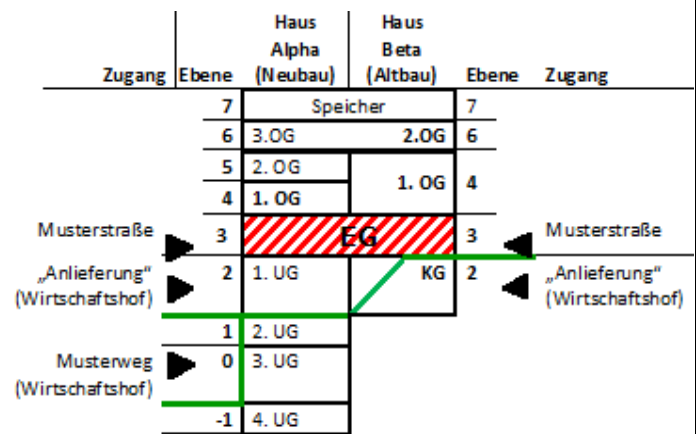 Haus Haus
Alpha Beta
Zugang Ebene (Neubau) (Altbau) Ebene Zugang
7 Speicher 7
6 3.OG 2.OG 6
5 2. OG
4 1. OG 1. OG 4
Musterstraße 3 EG 3 Musterstraße
„Anlieferung“ 2 1. UG KG 2 „Anlieferung“
(Wirtschaftshof) (Wirtschaftshof)
1 2. UG
Musterweg 0 3. UG
(Wirtschaftshof)
-1 4. UG